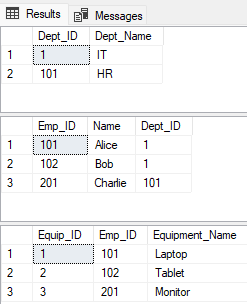 Results Messages
Dept_ID Dept_Name
1 1 IT
2 101 HR
Emp_ID Name Dept_ID
1 101 Alice 1
2 102 Bob 1
3 201 Charlie 101
Equip_ID Emp_ID Equipment_Name
1 1 101 Laptop
2 2 102 Tablet
3 3 201 Monitor